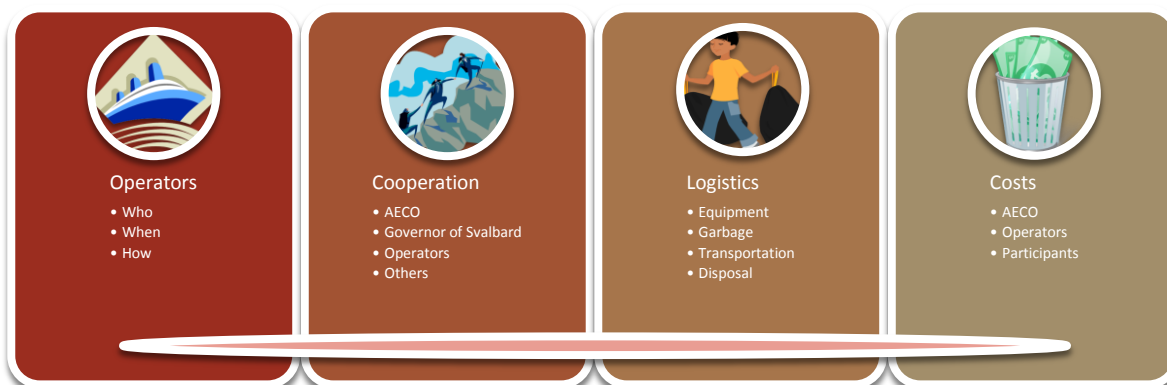 Operators
• Who
• When
• How
Cooperation
• AECO
• Governor of Svalbard
• Operators
• Others
Logistics
• Equipment
• Garbage
• Transportation
• Disposal
Costs
• AECO
• Operators
• Participants